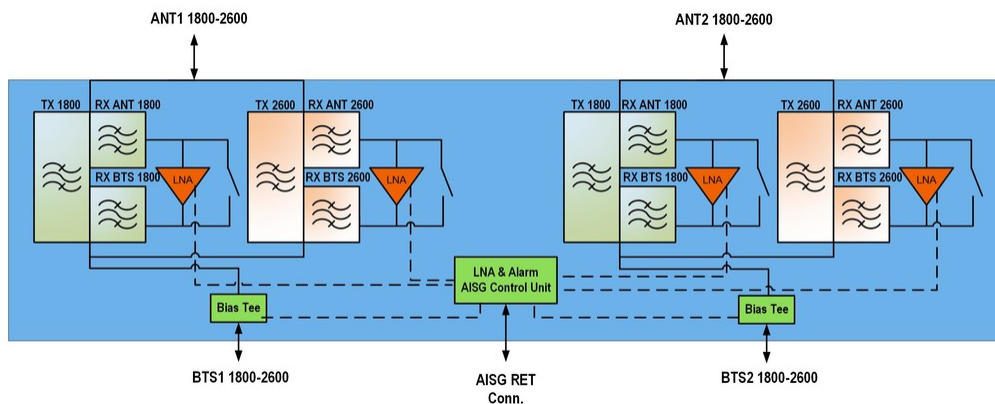 ANT1 1800-2600
ANT2 1800-2600
TX 1800
RX ANT 1800
TX 2600
RX ANT 2600
TX 1800
RX ANT 1800
TX 2600
RX ANT 2600
RX BTS 1800
LNA
RX BTS 2600
LNA
RX BTS 1800
LNA
RX BTS 2600
LNA
LNA & Alarm
AISG Control Unit
Bias Tee
Bias Tee
BTS1 1800-2600
AISG RET
Conn.
BTS2 1800-2600